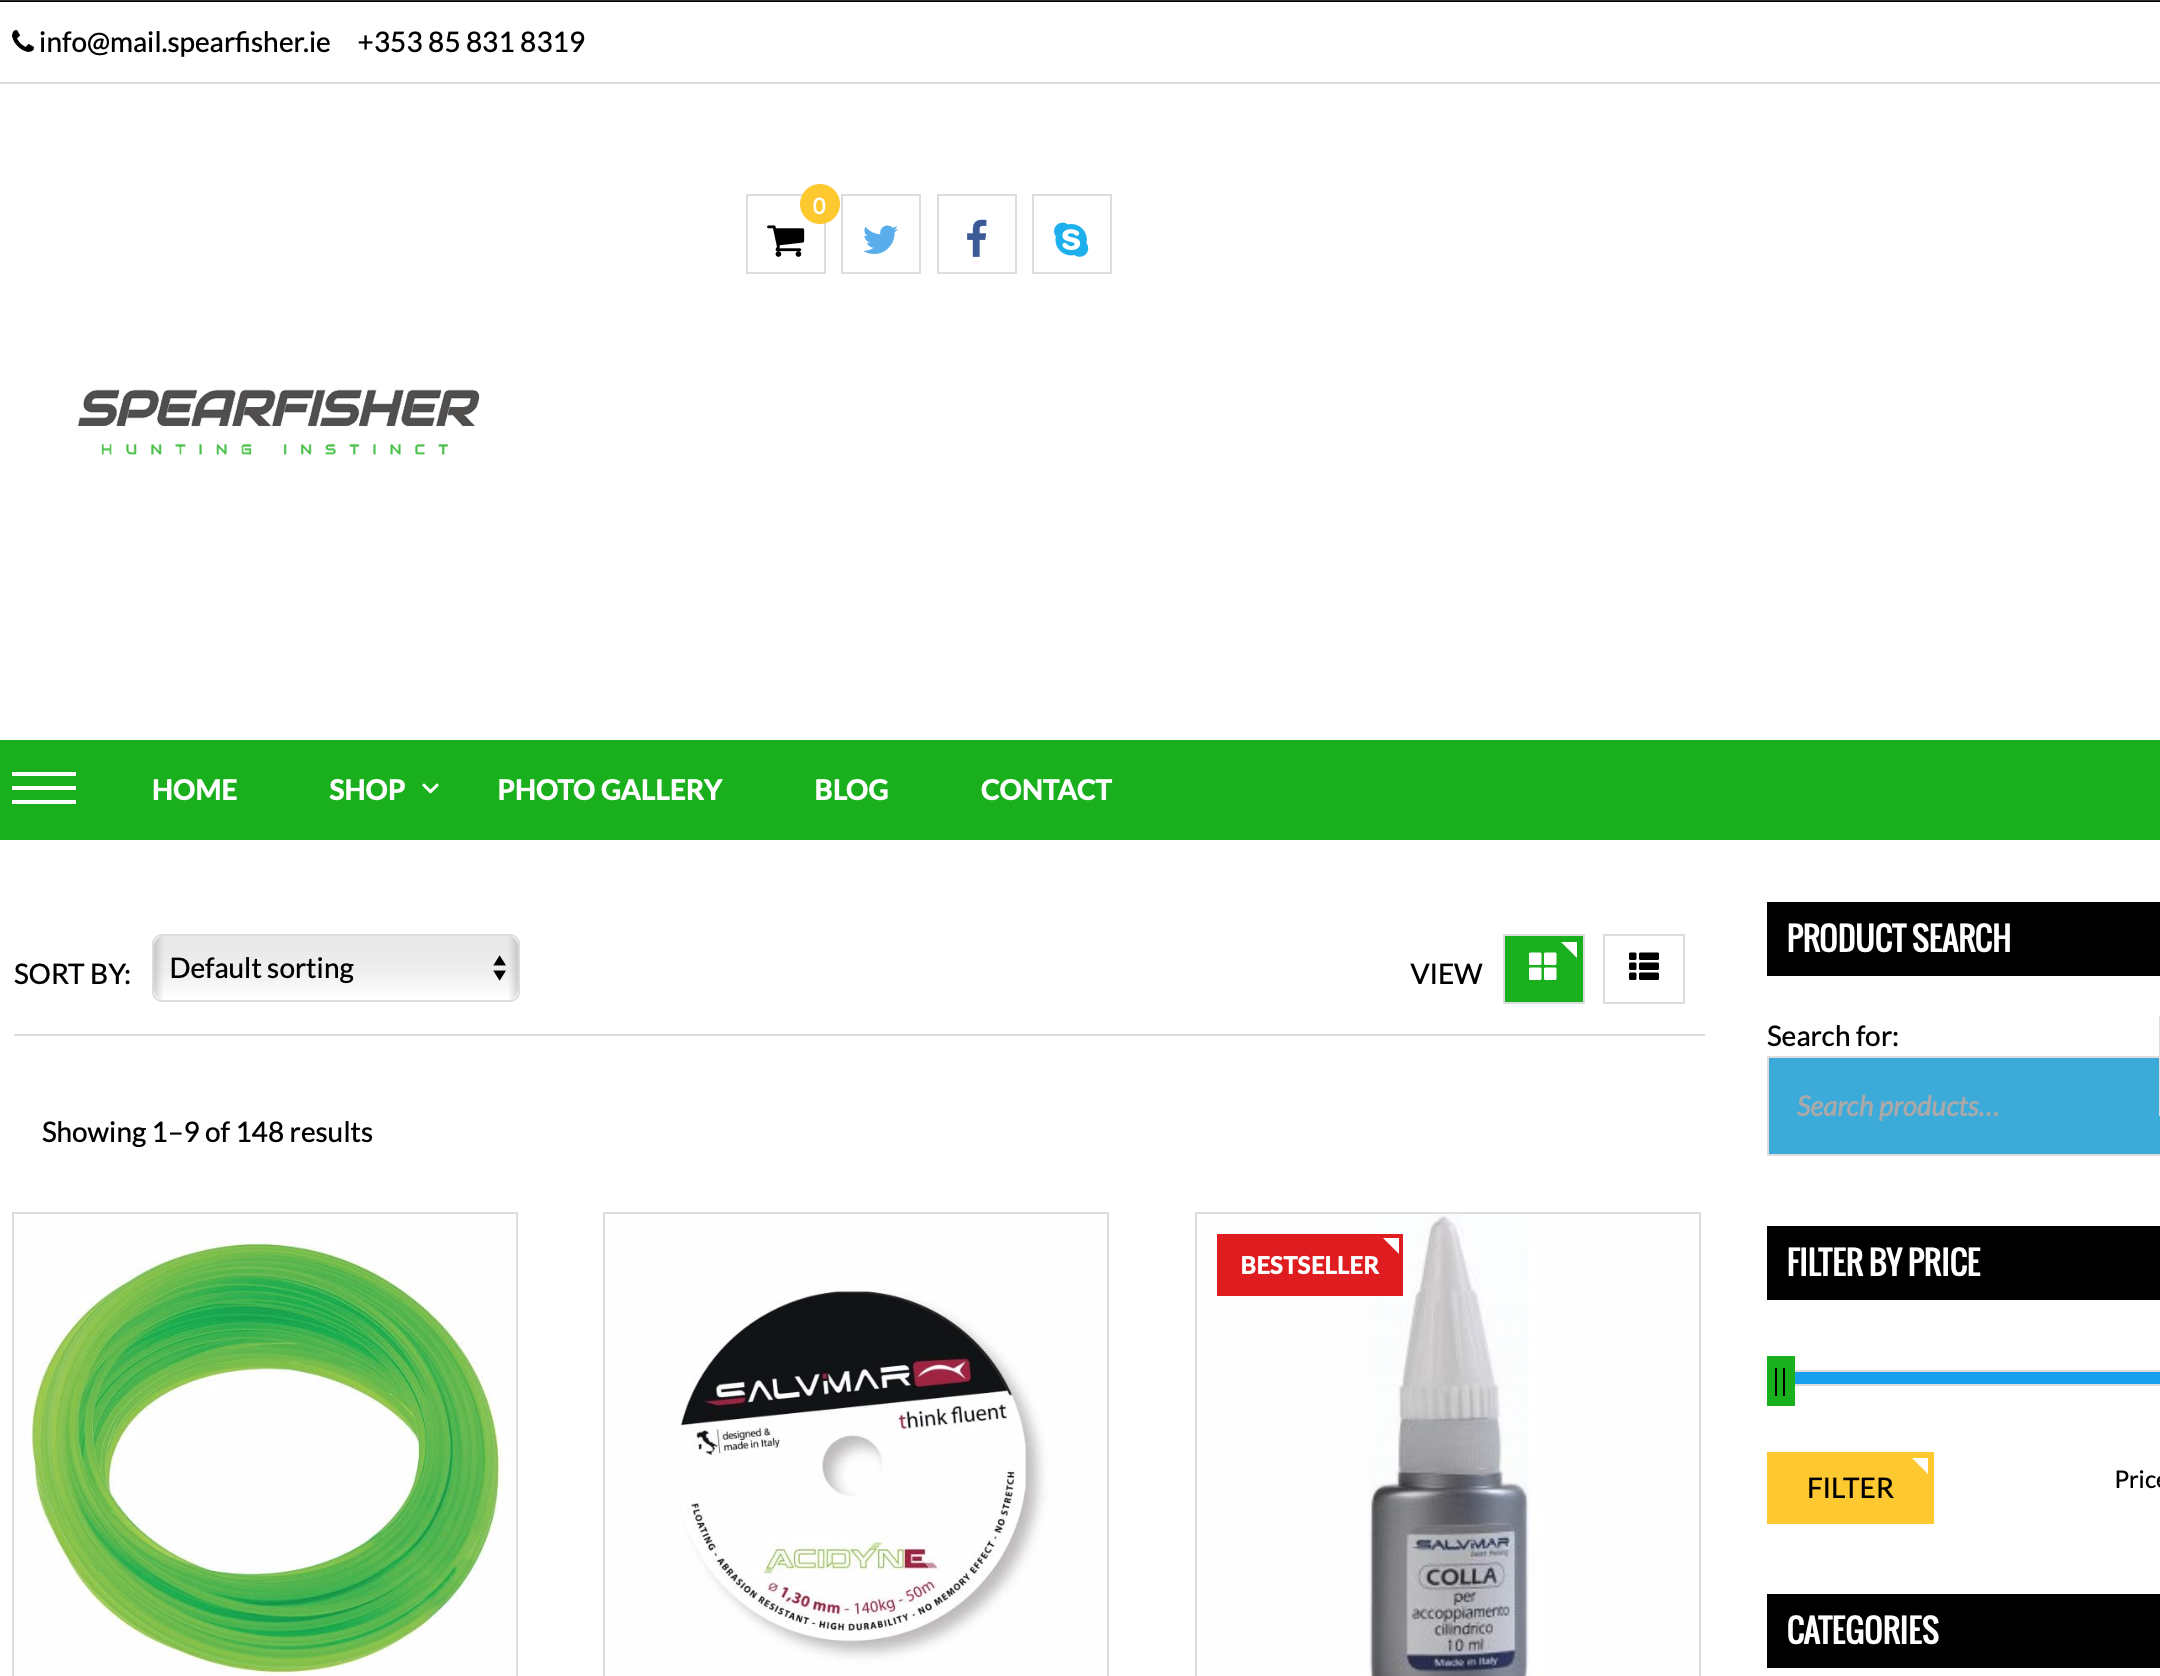 info@mail.spearfisher.ie +353 85 831 8319
0
SPEARFISHER
HUNTING INSTINCT
HOME SHOP PHOTO GALLERY BLOG CONTACT
SORT BY: Default sorting VIEW
PRODUCT SEARCH
Search for:
Search products...
Showing 1–9 of 148 results
FILTER BY PRICE
FILTER
Price
CATEGORIES
SALVIMAR
think fluent
designed &
made in Italy
ACIDYNE
ø 1,30 mm - 140kg - 50m
FLOATING - ABRASION RESISTANT - HIGH DURABILITY - NO MEMORY EFFECT - NO STRETCH
BESTSELLER
SALVIMAR
COLLA
per
accoppiamento
cilindrico
10 ml
Made in Italy